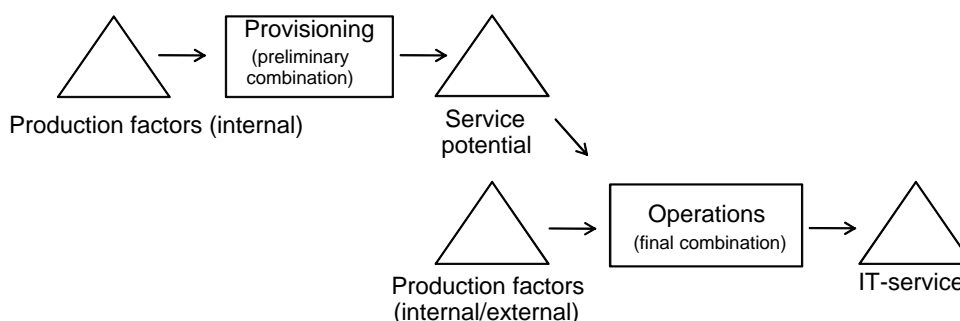 Provisioning
(preliminary
combination)
Production factors (internal)
Service
potential
Operations
(final combination)
Production factors
(internal/external)
IT-service